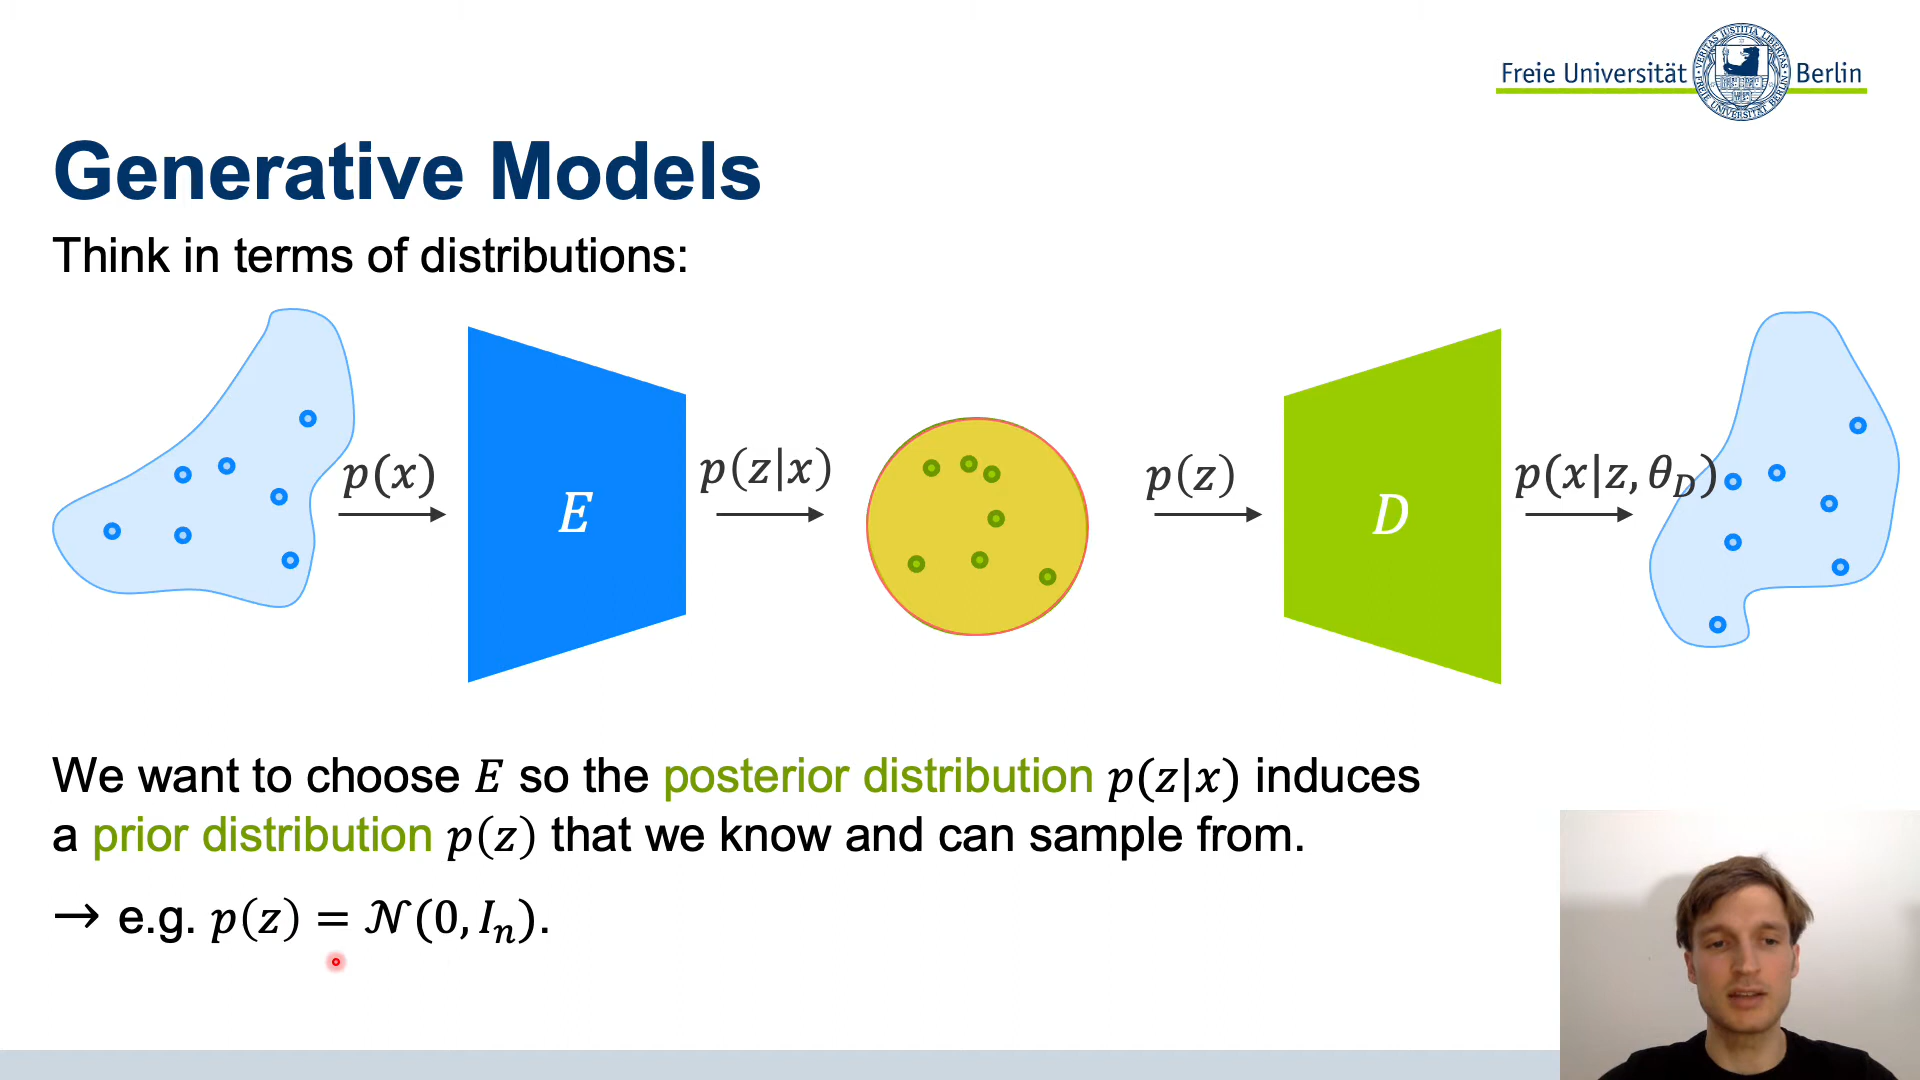 Freie Universität Berlin
Generative Models
Think in terms of distributions:
p(x)
E
p(z|x)
p(z)
D
p(x|z, θ_D)
We want to choose E so the posterior distribution p(z|x) induces
a prior distribution p(z) that we know and can sample from.
→ e.g. p(z) = 𝒩(0, I_n).